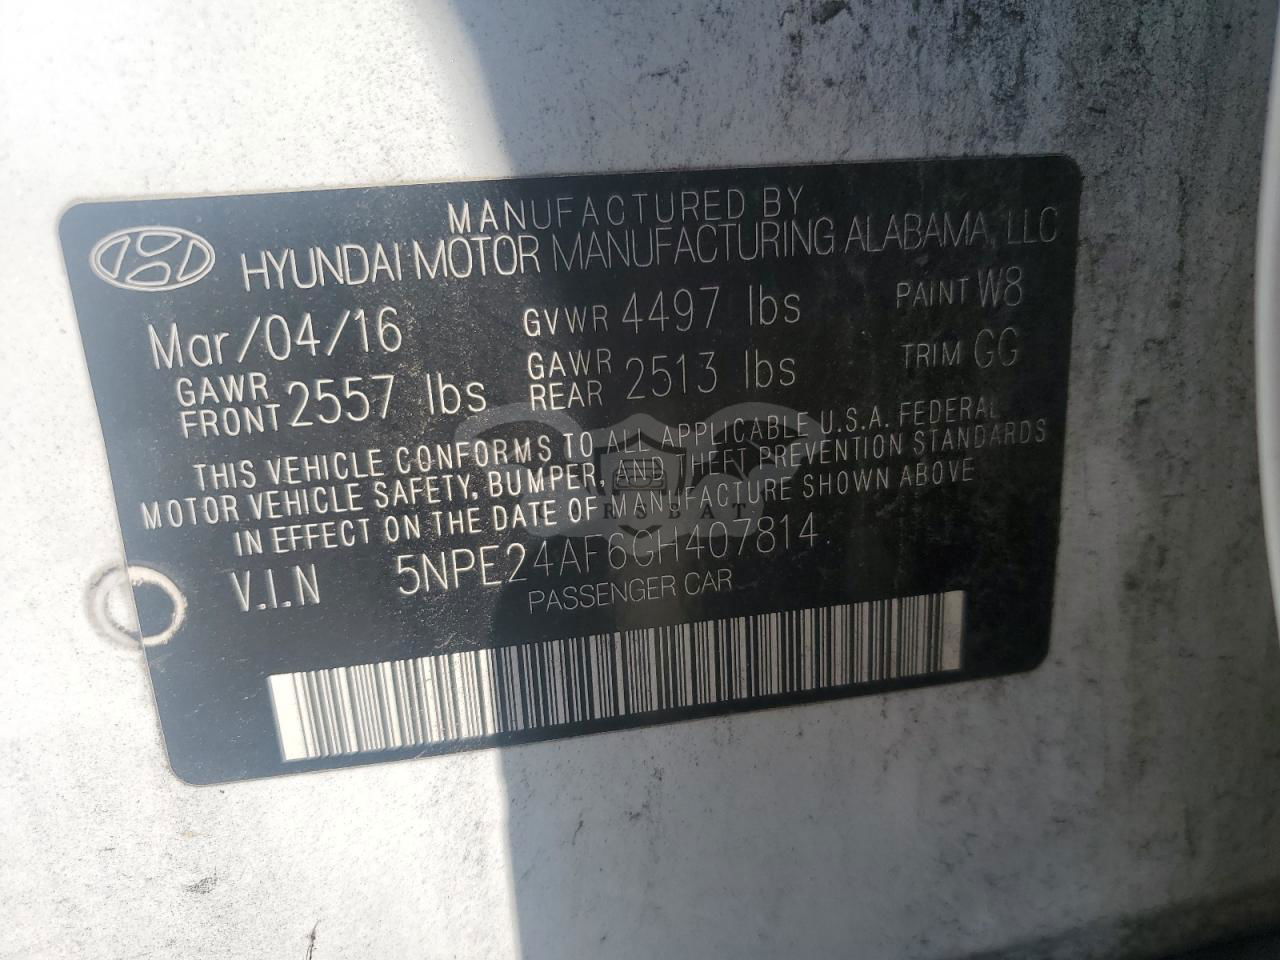 MANUFACTURED BY
HYUNDAI MOTOR MANUFACTURING ALABAMA, LLC
Mar/04/16 GVWR 4497 lbs PAINT W8
GAWR FRONT 2557 lbs GAWR REAR 2513 lbs TRIM GG
THIS VEHICLE CONFORMS TO ALL APPLICABLE U.S.A. FEDERAL
MOTOR VEHICLE SAFETY, BUMPER, AND THEFT PREVENTION STANDARDS
IN EFFECT ON THE DATE OF MANUFACTURE SHOWN ABOVE
V.I.N 5NPE24AF6GH407814
PASSENGER CAR